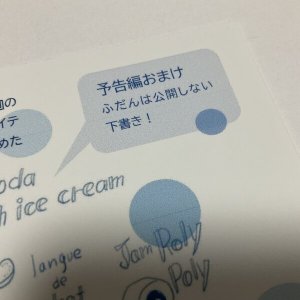 予告編おまけ
ふだんは公開しない
下書き！
の
イテ
めた
oda
ice cream
langue
de
Jam Roly
Poly